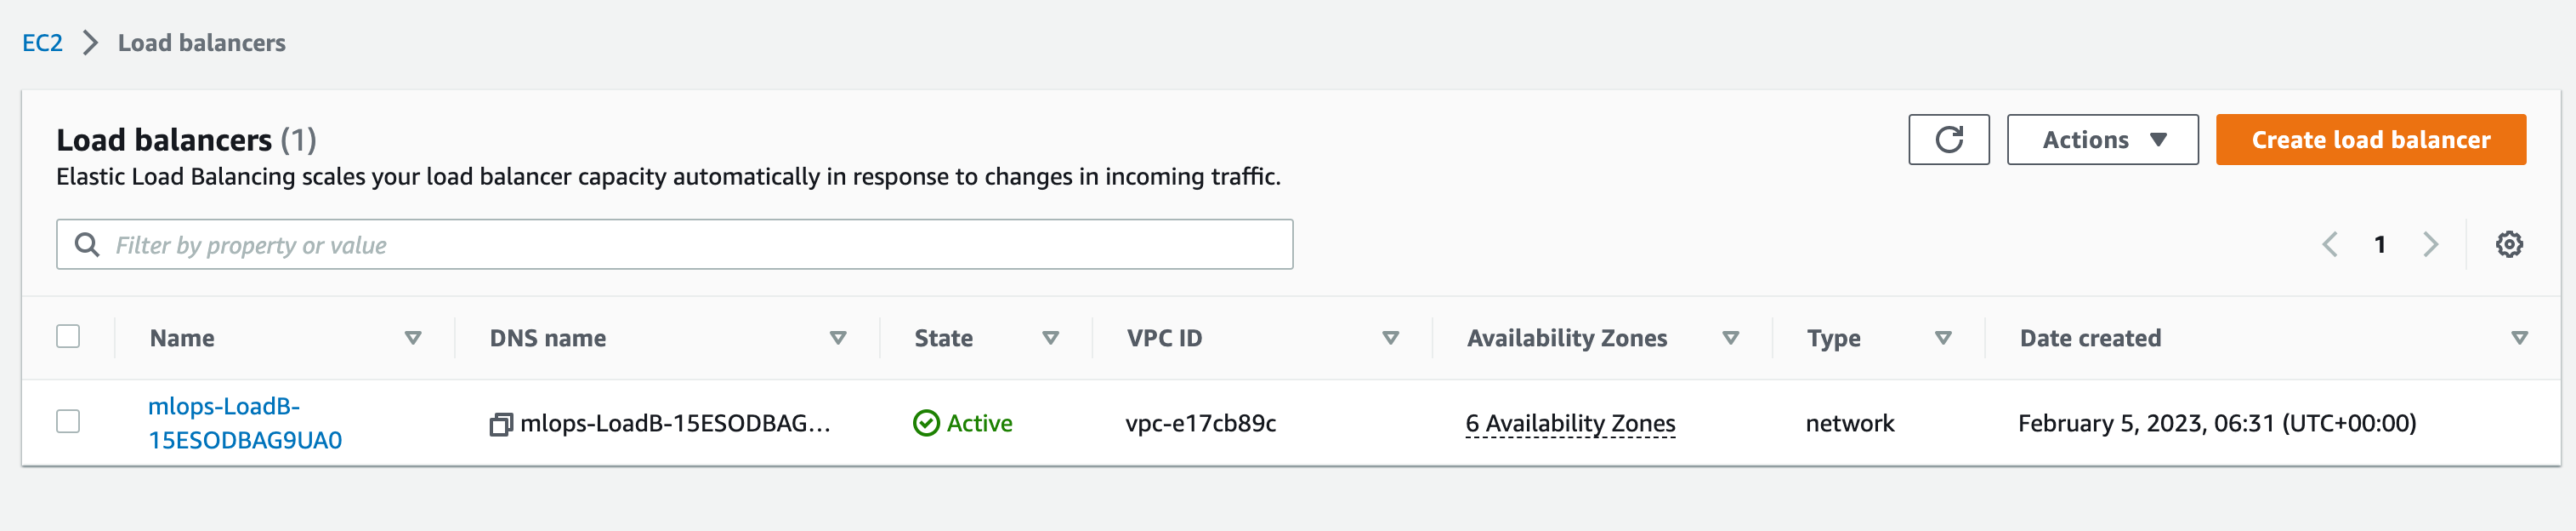 EC2 Load balancers
Load balancers (1)
Actions
Create load balancer
Elastic Load Balancing scales your load balancer capacity automatically in response to changes in incoming traffic.
Filter by property or value
1
Name DNS name State VPC ID Availability Zones Type Date created
mlops-LoadB-
15ESODBAG9UA0
mlops-LoadB-15ESODBAG... Active vpc-e17cb89c 6 Availability Zones network February 5, 2023, 06:31 (UTC+00:00)